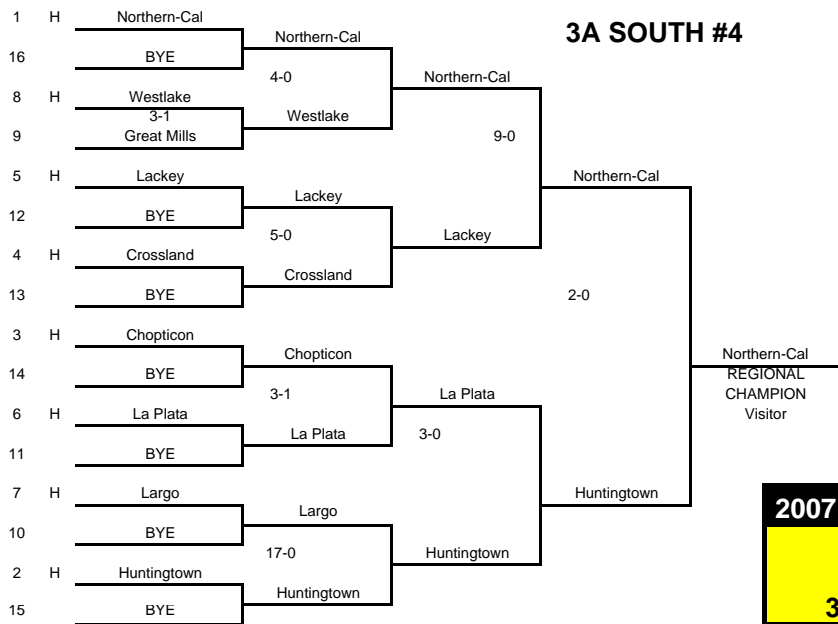 3A SOUTH #4
1 H Northern-Cal
Northern-Cal
16 BYE
4-0
Northern-Cal
8 H Westlake
3-1
Westlake
9 Great Mills
9-0
5 H Lackey
Northern-Cal
Lackey
12 BYE
5-0
Lackey
4 H Crossland
Crossland
13 BYE
2-0
3 H Chopticon
Chopticon
Northern-Cal
14 BYE
REGIONAL
3-1
La Plata
CHAMPION
6 H La Plata
Visitor
La Plata
3-0
11 BYE
7 H Largo
Huntingtown
Largo
2007
10 BYE
17-0
Huntingtown
2 H Huntingtown
Huntingtown
15 BYE
3